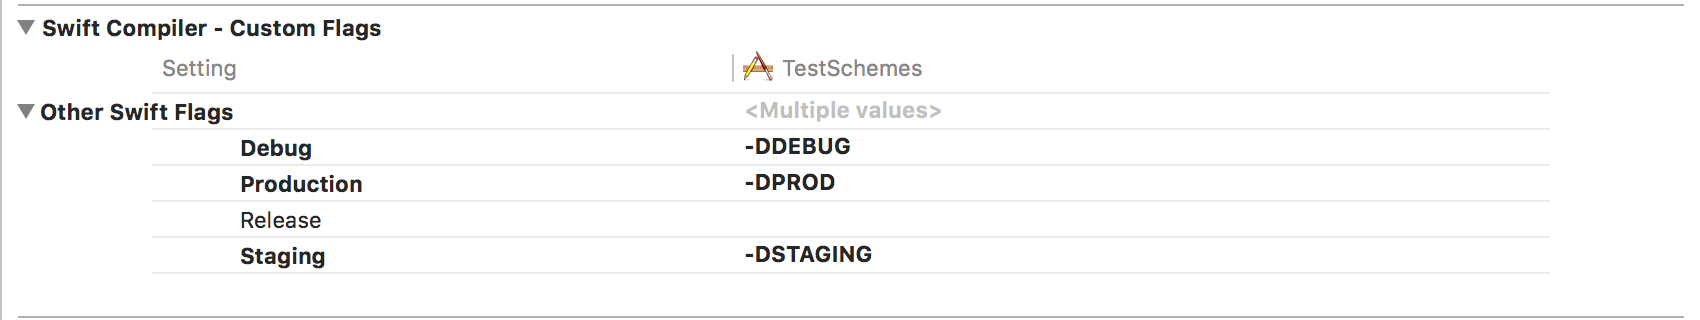 Swift Compiler - Custom Flags
Setting TestSchemes
Other Swift Flags <Multiple values>
Debug -DDEBUG
Production -DPROD
Release
Staging -DSTAGING